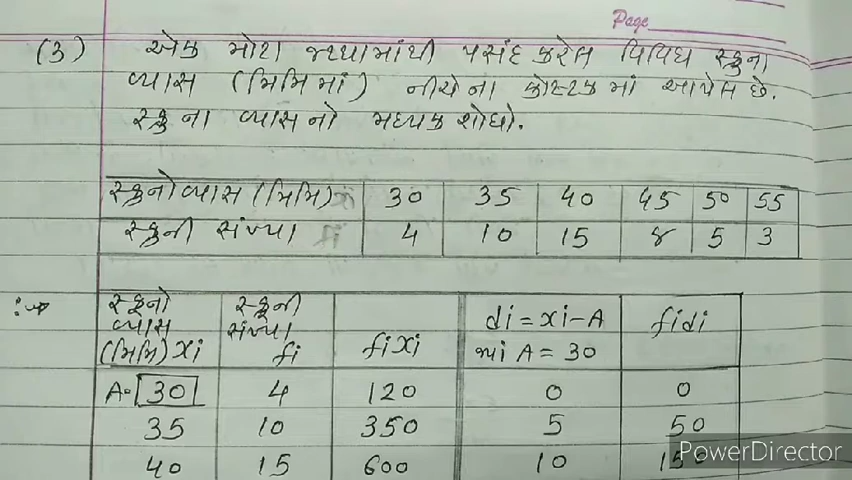 Page
(3) એક મોટા જથ્થામાંથી પસંદ કરેલ વિવિધ સ્ક્રુના
વ્યાસ (મિમિમાં) નીચેના કોષ્ટકમાં આપેલ છે.
સ્ક્રુના વ્યાસનો મધ્યક શોધો.
સ્ક્રુનો વ્યાસ (મિમિ) 30 35 40 45 50 55
સ્ક્રુની સંખ્યા 4 10 15 8 5 3
સ્ક્રુનો વ્યાસ (મિમિ) xi સ્ક્રુની સંખ્યા fi fixi di = xi - A ત્યાં A = 30 fidi
A = 30 4 120 0 0
35 10 350 5 50
40 15 600 10 150
PowerDirector